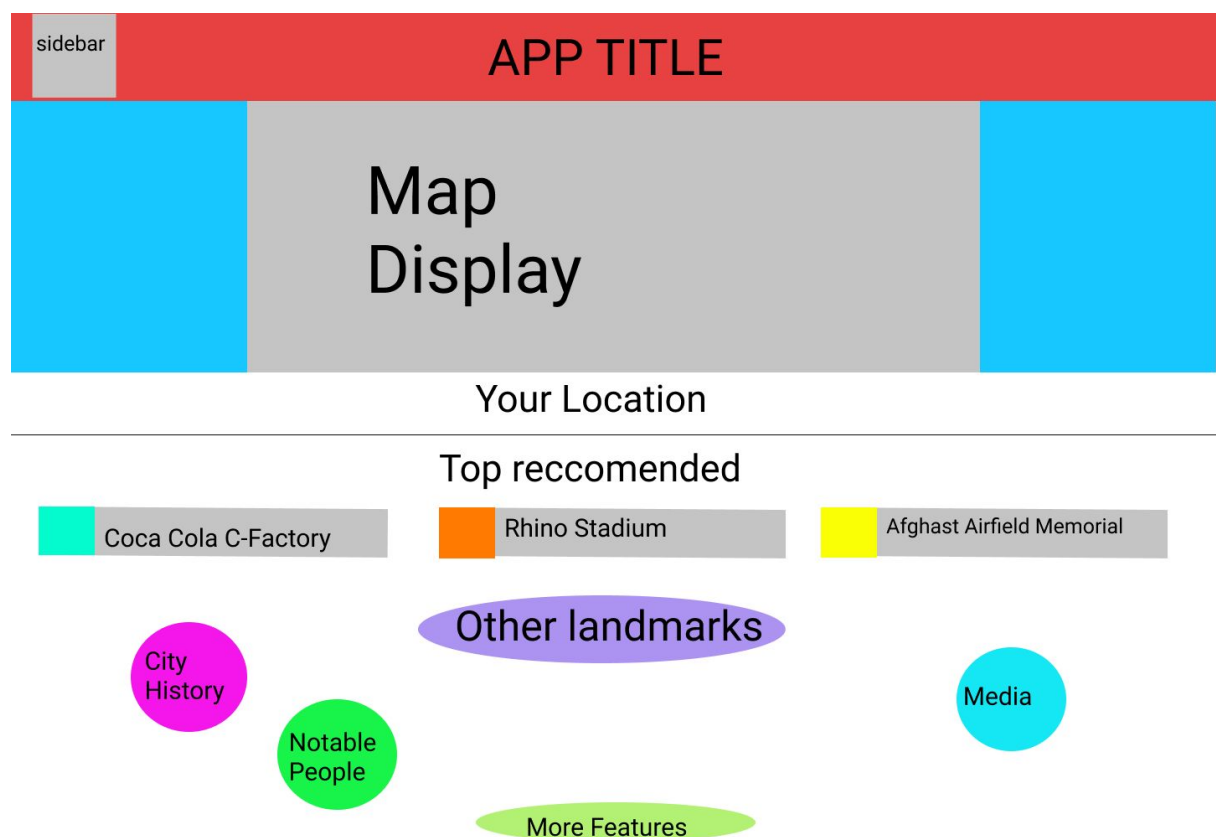 sidebar
APP TITLE
Map
Display
Your Location
Top reccomended
Coca Cola C-Factory
Rhino Stadium
Afghast Airfield Memorial
Other landmarks
City
History
Notable
People
Media
More Features